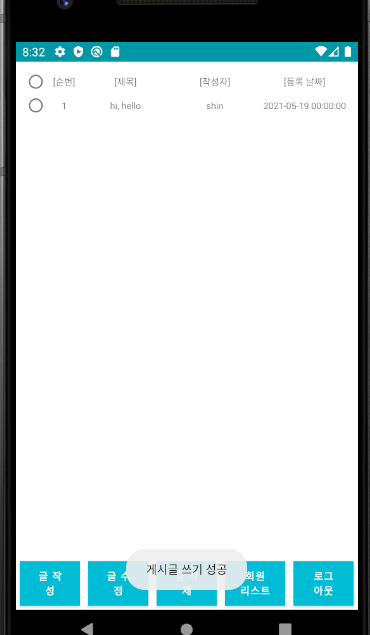 8:32
[순번] [제목] [작성자] [등록 날짜]
1 hi, hello shin 2021-05-19 00:00:00
게시글 쓰기 성공
글 작
성
글 수
정
제
회원
리스트
로그
아웃